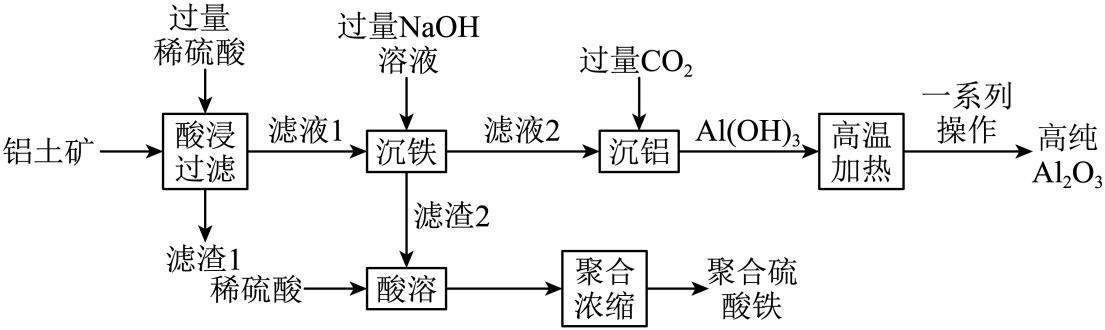 过量
稀硫酸
过量NaOH
溶液
过量CO₂
铝土矿
酸浸
过滤
滤液1
沉铁
滤液2
沉铝
Al(OH)₃
高温
加热
一系列
操作
高纯
Al₂O₃
滤渣1
滤渣2
稀硫酸
酸溶
聚合
浓缩
聚合硫
酸铁